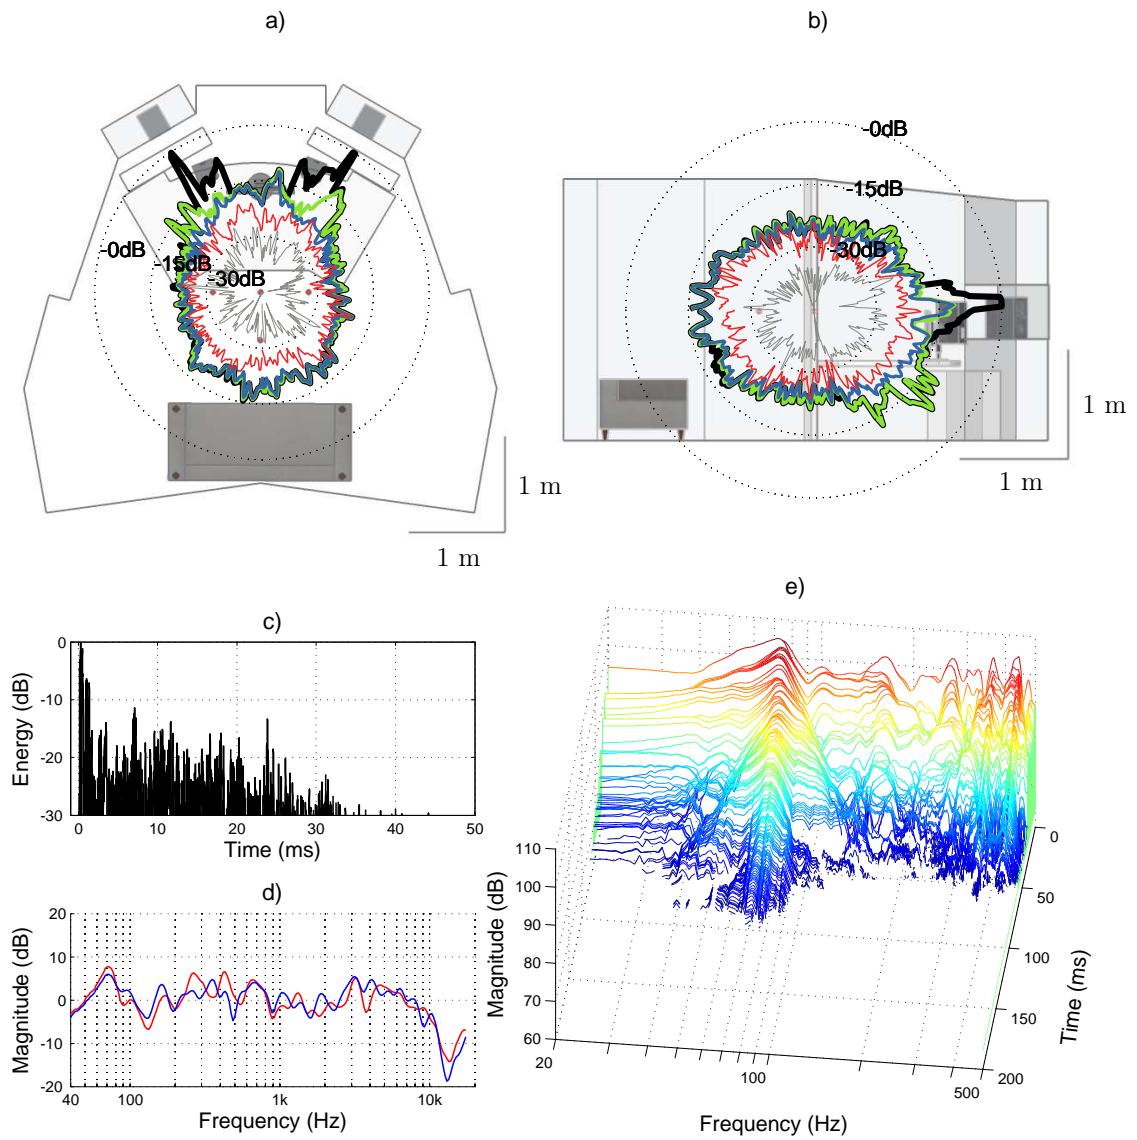 a)
b)
-0dB
-15dB
-30dB
1 m
1 m
-0dB
-15dB
-30dB
1 m
1 m
c)
0
-10
-20
-30
Energy (dB)
0
10
20
30
40
50
Time (ms)
d)
20
10
0
-10
-20
Magnitude (dB)
40
100
1k
10k
Frequency (Hz)
e)
110
100
90
80
70
60
Magnitude (dB)
20
100
500
Frequency (Hz)
0
50
100
150
200
Time (ms)